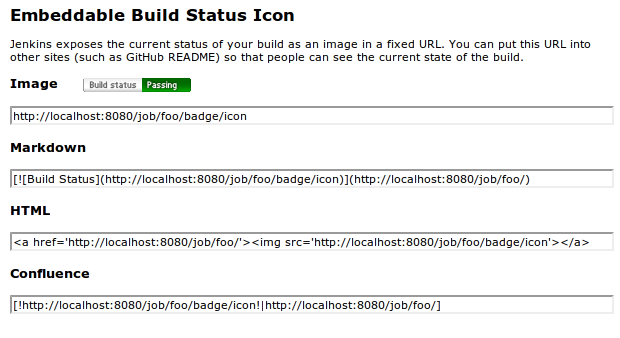 Embeddable Build Status Icon
Jenkins exposes the current status of your build as an image in a fixed URL. You can put this URL into
other sites (such as GitHub README) so that people can see the current state of the build.
Image Build status Passing
http://localhost:8080/job/foo/badge/icon
Markdown
[![Build Status](http://localhost:8080/job/foo/badge/icon)](http://localhost:8080/job/foo/)
HTML
<a href='http://localhost:8080/job/foo/'><img src='http://localhost:8080/job/foo/badge/icon'></a>
Confluence
[!http://localhost:8080/job/foo/badge/icon!|http://localhost:8080/job/foo/]